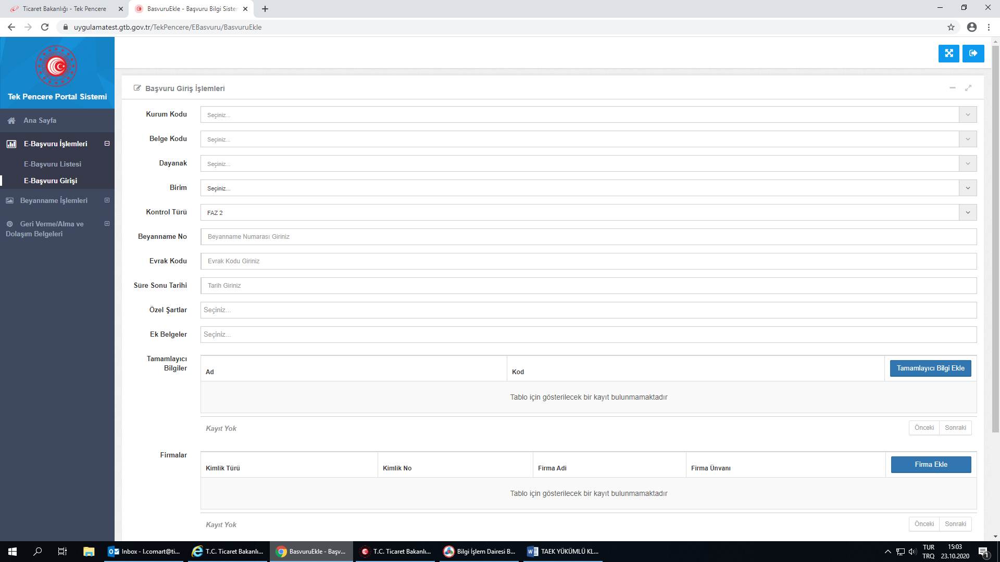 Ticaret Bakanlığı - Tek Pencere
BasvuruEkle - Başvuru Bilgi Sister
uygulamatest.gtb.gov.tr/TekPencere/EBasvuru/BasvuruEkle
Tek Pencere Portal Sistemi
Ana Sayfa
E-Başvuru İşlemleri
E-Başvuru Listesi
E-Başvuru Girişi
Beyanname İşlemleri
Geri Verme/Alma ve
Dolaşım Belgeleri
Başvuru Giriş İşlemleri
Kurum Kodu
Seçiniz...
Belge Kodu
Seçiniz...
Dayanak
Seçiniz...
Birim
Seçiniz...
Kontrol Türü
FAZ 2
Beyanname No
Beyanname Numarası Giriniz
Evrak Kodu
Evrak Kodu Giriniz
Süre Sonu Tarihi
Tarih Giriniz
Özel Şartlar
Seçiniz...
Ek Belgeler
Seçiniz...
Tamamlayıcı
Bilgiler
Ad
Kod
Tamamlayıcı Bilgi Ekle
Tablo için gösterilecek bir kayıt bulunmamaktadır
Kayıt Yok
Önceki
Sonraki
Firmalar
Kimlik Türü
Kimlik No
Firma Adi
Firma Ünvanı
Firma Ekle
Tablo için gösterilecek bir kayıt bulunmamaktadır
Kayıt Yok
Önceki
Sonraki
Inbox - l.comart@ti...
T.C. Ticaret Bakanlı...
BasvuruEkle - Başv...
T.C. Ticaret Bakanlı...
Bilgi İşlem Dairesi B...
TAEK YÜKÜMLÜ KL...
TUR
TRQ
15:03
23.10.2020
1